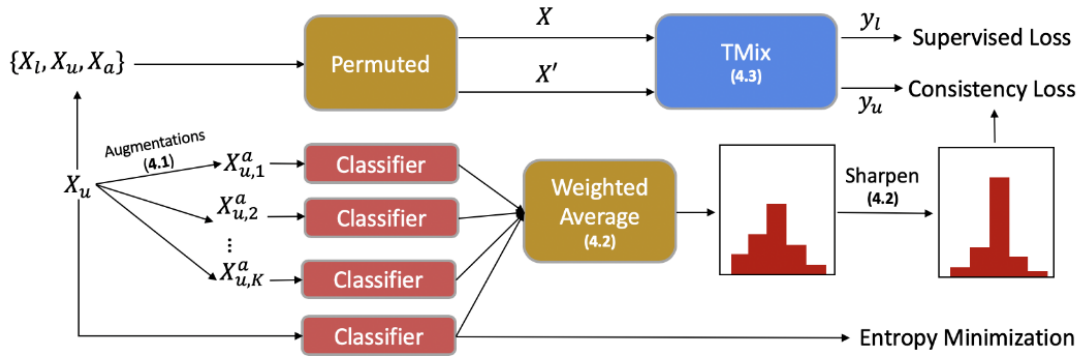 {X_l, X_u, X_a}
Permuted
X
X′
TMix
(4.3)
y_l
y_u
Supervised Loss
Consistency Loss
X_u
Augmentations
(4.1)
X^a_{u,1}
X^a_{u,2}
⋮
X^a_{u,K}
Classifier
Classifier
Classifier
Classifier
Weighted
Average
(4.2)
Sharpen
(4.2)
Entropy Minimization